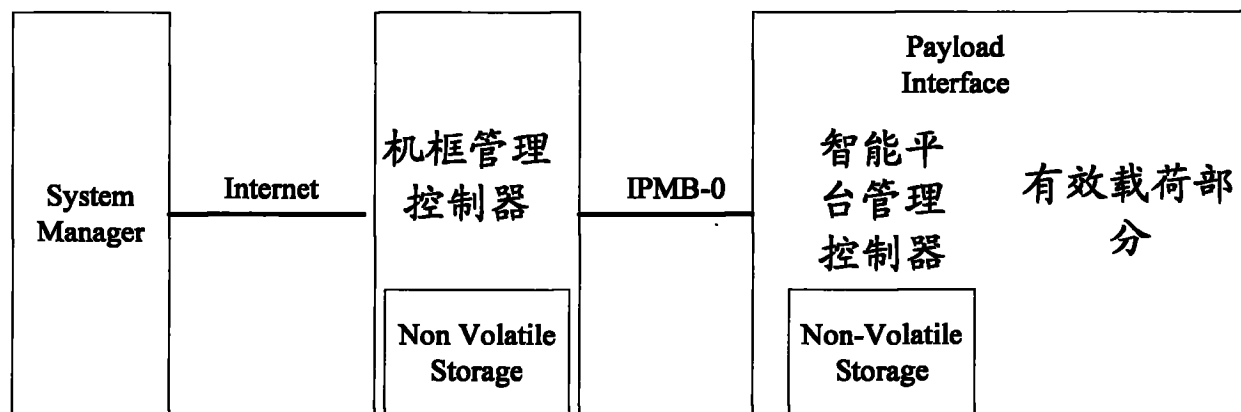 System
Manager
Internet
机框管理
控制器
Non Volatile
Storage
IPMB-0
Payload
Interface
智能平
台管理
控制器
Non-Volatile
Storage
有效载荷部
分